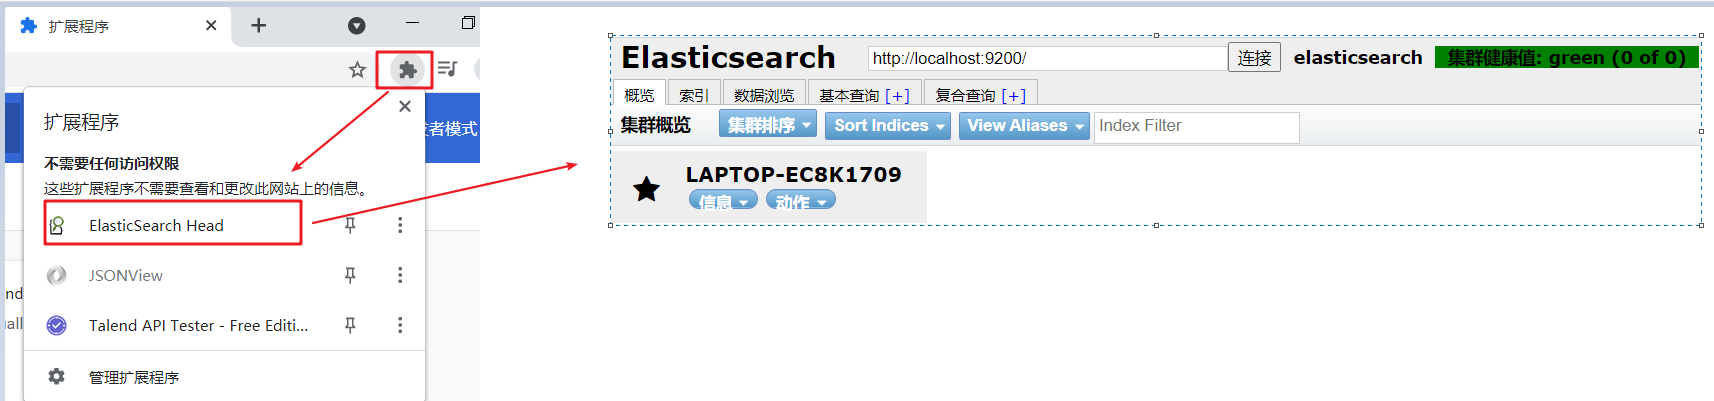 扩展程序
者模式
扩展程序
不需要任何访问权限
这些扩展程序不需要查看和更改此网站上的信息。
ElasticSearch Head
JSONView
Talend API Tester - Free Editi...
管理扩展程序
nd
uall
Elasticsearch
http://localhost:9200/
连接
elasticsearch
集群健康值: green (0 of 0)
概览 索引 数据浏览 基本查询 [+] 复合查询 [+]
集群概览 集群排序 Sort Indices View Aliases Index Filter
LAPTOP-EC8K1709
信息 动作